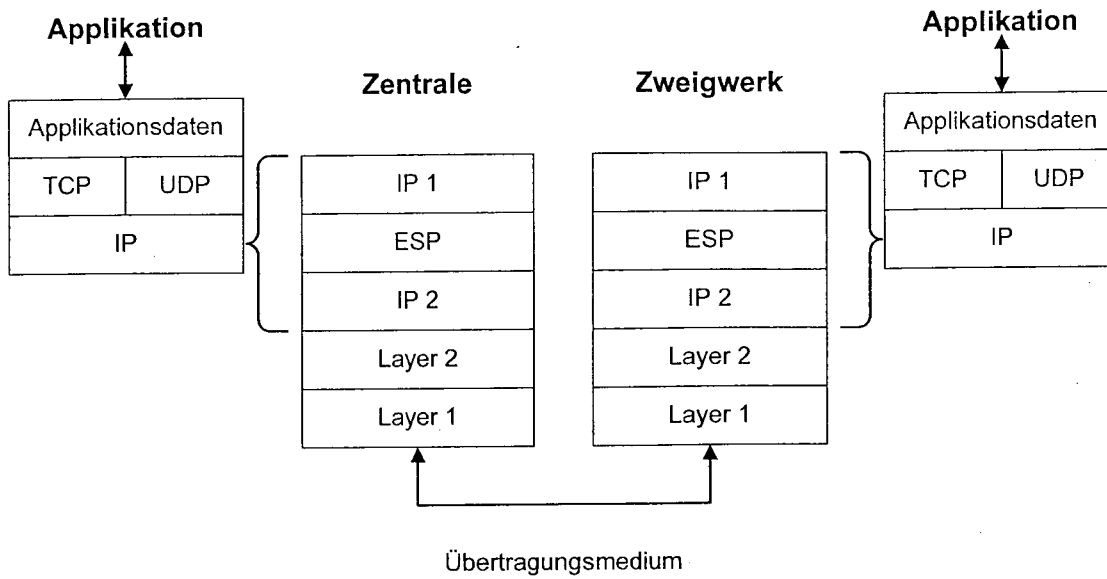 Applikation
Applikationsdaten
TCP UDP
IP
Zentrale
IP 1
ESP
IP 2
Layer 2
Layer 1
Zweigwerk
IP 1
ESP
IP 2
Layer 2
Layer 1
Applikation
Applikationsdaten
TCP UDP
IP
Übertragungsmedium